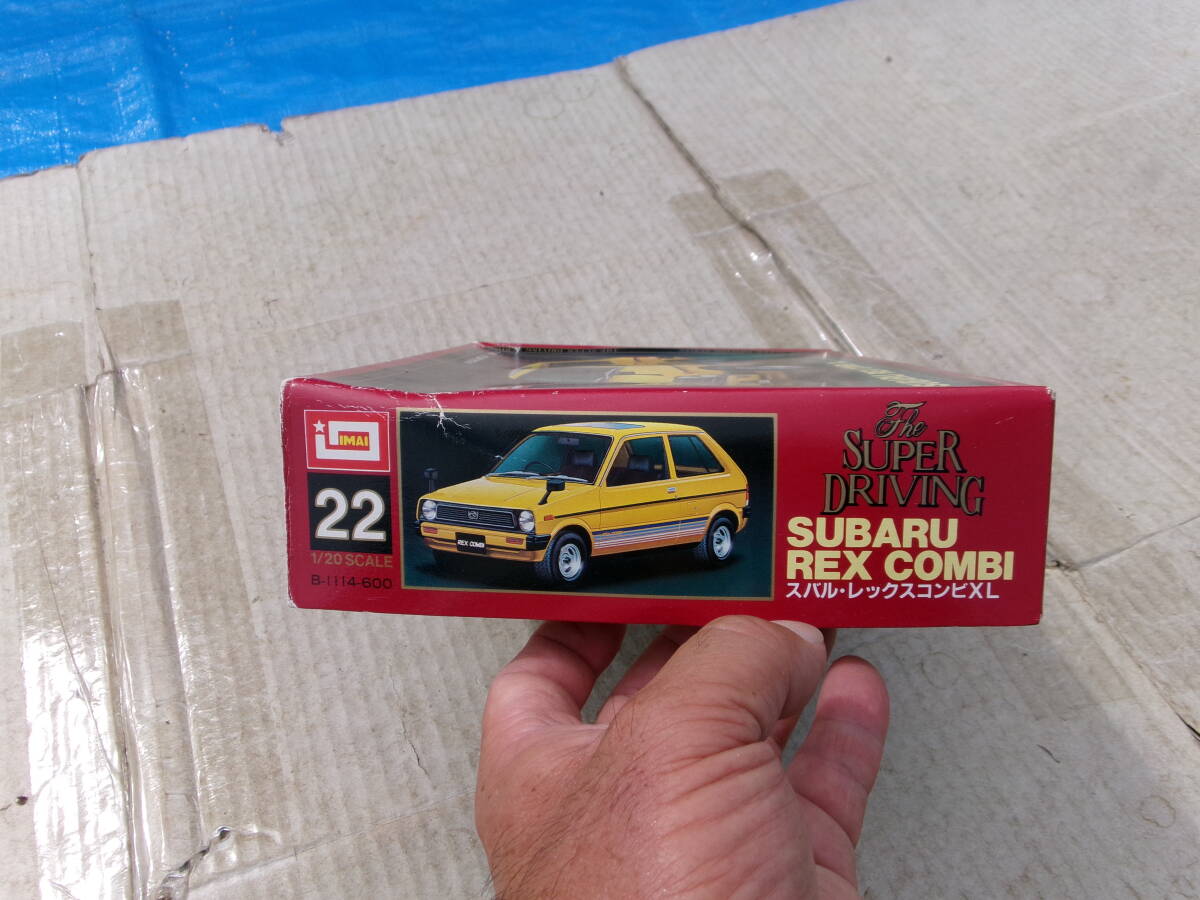 IMAI
22
1/20 SCALE
B-1114-600
REX COMBI
The
SUPER
DRIVING
SUBARU
REX COMBI
スバル・レックスコンビXL